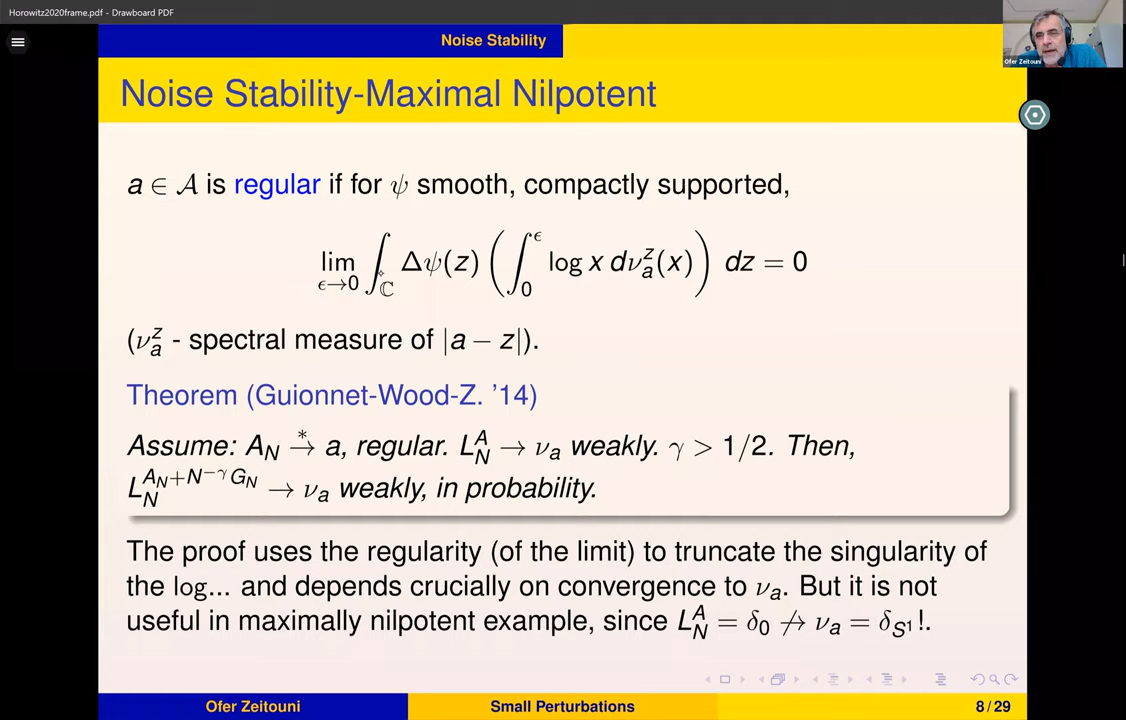 Horowitz2020frame.pdf - Drawboard PDF
Ofer Zeitouni
Noise Stability
Noise Stability-Maximal Nilpotent
a ∈ 𝒜 is regular if for ψ smooth, compactly supported,
lim_{ϵ→0} ∫_ℂ Δψ(z) (∫_0^ϵ log x dν_a^z(x)) dz = 0
(ν_a^z - spectral measure of |a − z|).
Theorem (Guionnet-Wood-Z. '14)
Assume: A_N →^* a, regular. L_N^A → ν_a weakly. γ > 1/2. Then,
L_N^{A_N+N^{−γ}G_N} → ν_a weakly, in probability.
The proof uses the regularity (of the limit) to truncate the singularity of
the log... and depends crucially on convergence to ν_a. But it is not
useful in maximally nilpotent example, since L_N^A = δ_0 ↛ ν_a = δ_{S^1}!.
Ofer Zeitouni
Small Perturbations
8 / 29